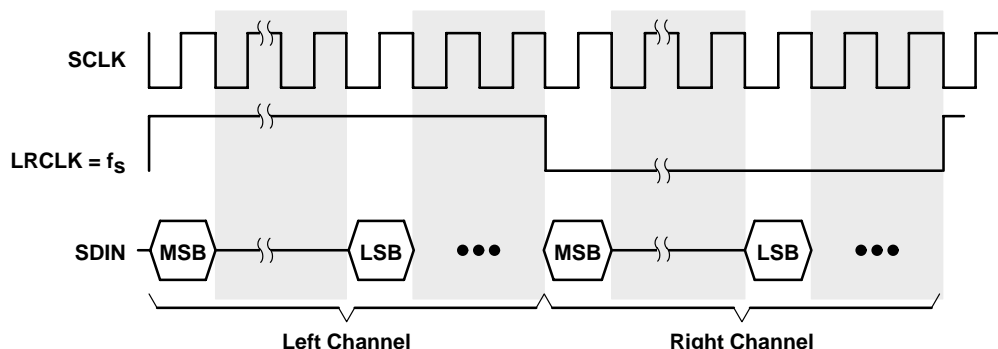 SCLK
LRCLK = fs
SDIN
MSB
LSB
MSB
LSB
Left Channel
Right Channel